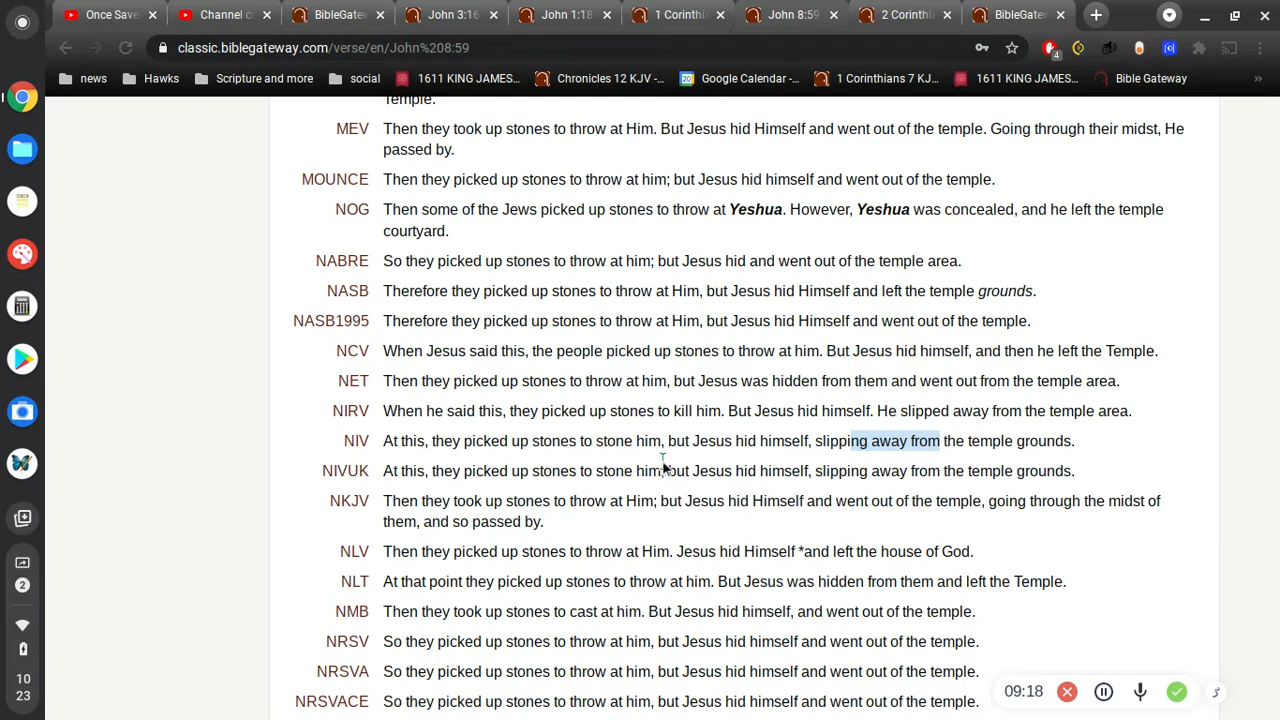 Once Save
Channel c
BibleGatew
John 3:16
John 1:18
1 Corinthi
John 8:59
2 Corinthi
BibleGatew
classic.biblegateway.com/verse/en/John%208:59
4
news
Hawks
Scripture and more
social
1611 KING JAMES...
Chronicles 12 KJV -...
Google Calendar -...
1 Corinthians 7 KJ...
1611 KING JAMES...
Bible Gateway
»
Temple.
MEV Then they took up stones to throw at Him. But Jesus hid Himself and went out of the temple. Going through their midst, He
passed by.
MOUNCE Then they picked up stones to throw at him; but Jesus hid himself and went out of the temple.
NOG Then some of the Jews picked up stones to throw at Yeshua. However, Yeshua was concealed, and he left the temple
courtyard.
NABRE So they picked up stones to throw at him; but Jesus hid and went out of the temple area.
NASB Therefore they picked up stones to throw at Him, but Jesus hid Himself and left the temple grounds.
NASB1995 Therefore they picked up stones to throw at Him, but Jesus hid Himself and went out of the temple.
NCV When Jesus said this, the people picked up stones to throw at him. But Jesus hid himself, and then he left the Temple.
NET Then they picked up stones to throw at him, but Jesus was hidden from them and went out from the temple area.
NIRV When he said this, they picked up stones to kill him. But Jesus hid himself. He slipped away from the temple area.
NIV At this, they picked up stones to stone him, but Jesus hid himself, slipping away from the temple grounds.
NIVUK At this, they picked up stones to stone him, but Jesus hid himself, slipping away from the temple grounds.
NKJV Then they took up stones to throw at Him; but Jesus hid Himself and went out of the temple, going through the midst of
them, and so passed by.
NLV Then they picked up stones to throw at Him. Jesus hid Himself *and left the house of God.
NLT At that point they picked up stones to throw at him. But Jesus was hidden from them and left the Temple.
NMB Then they took up stones to cast at him. But Jesus hid himself, and went out of the temple.
NRSV So they picked up stones to throw at him, but Jesus hid himself and went out of the temple.
NRSVA So they picked up stones to throw at him, but Jesus hid himself and went out of the temple.
NRSVACE So they picked up stones to throw at him, but Jesus hid himself and went out of the temple.
2
10
23
09:18